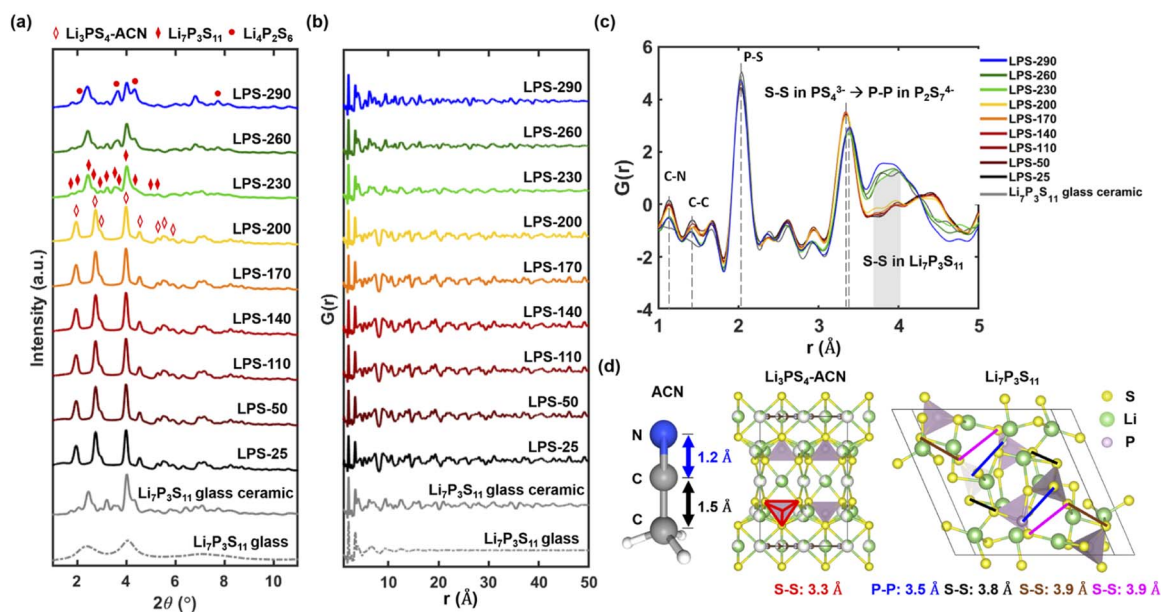 (a)
◊ Li₃PS₄-ACN ♦ Li₇P₃S₁₁ • Li₄P₂S₆
LPS-290
LPS-260
LPS-230
LPS-200
LPS-170
LPS-140
LPS-110
LPS-50
LPS-25
Li₇P₃S₁₁ glass ceramic
Li₇P₃S₁₁ glass
Intensity (a.u.)
2 4 6 8 10
2θ (°)
(b)
LPS-290
LPS-260
LPS-230
LPS-200
LPS-170
LPS-140
LPS-110
LPS-50
LPS-25
Li₇P₃S₁₁ glass ceramic
Li₇P₃S₁₁ glass
G(r)
10 20 30 40 50
r (Å)
(c)
6
4
2
0
-2
-4
G(r)
P-S
S-S in PS₄³⁻ → P-P in P₂S₇⁴⁻
C-N
C-C
S-S in Li₇P₃S₁₁
1 2 3 4 5
r (Å)
LPS-290
LPS-260
LPS-230
LPS-200
LPS-170
LPS-140
LPS-110
LPS-50
LPS-25
Li₇P₃S₁₁ glass ceramic
(d)
ACN
N
C
C
1.2 Å
1.5 Å
Li₃PS₄-ACN
S-S: 3.3 Å
Li₇P₃S₁₁
S
Li
P
P-P: 3.5 Å S-S: 3.8 Å S-S: 3.9 Å S-S: 3.9 Å